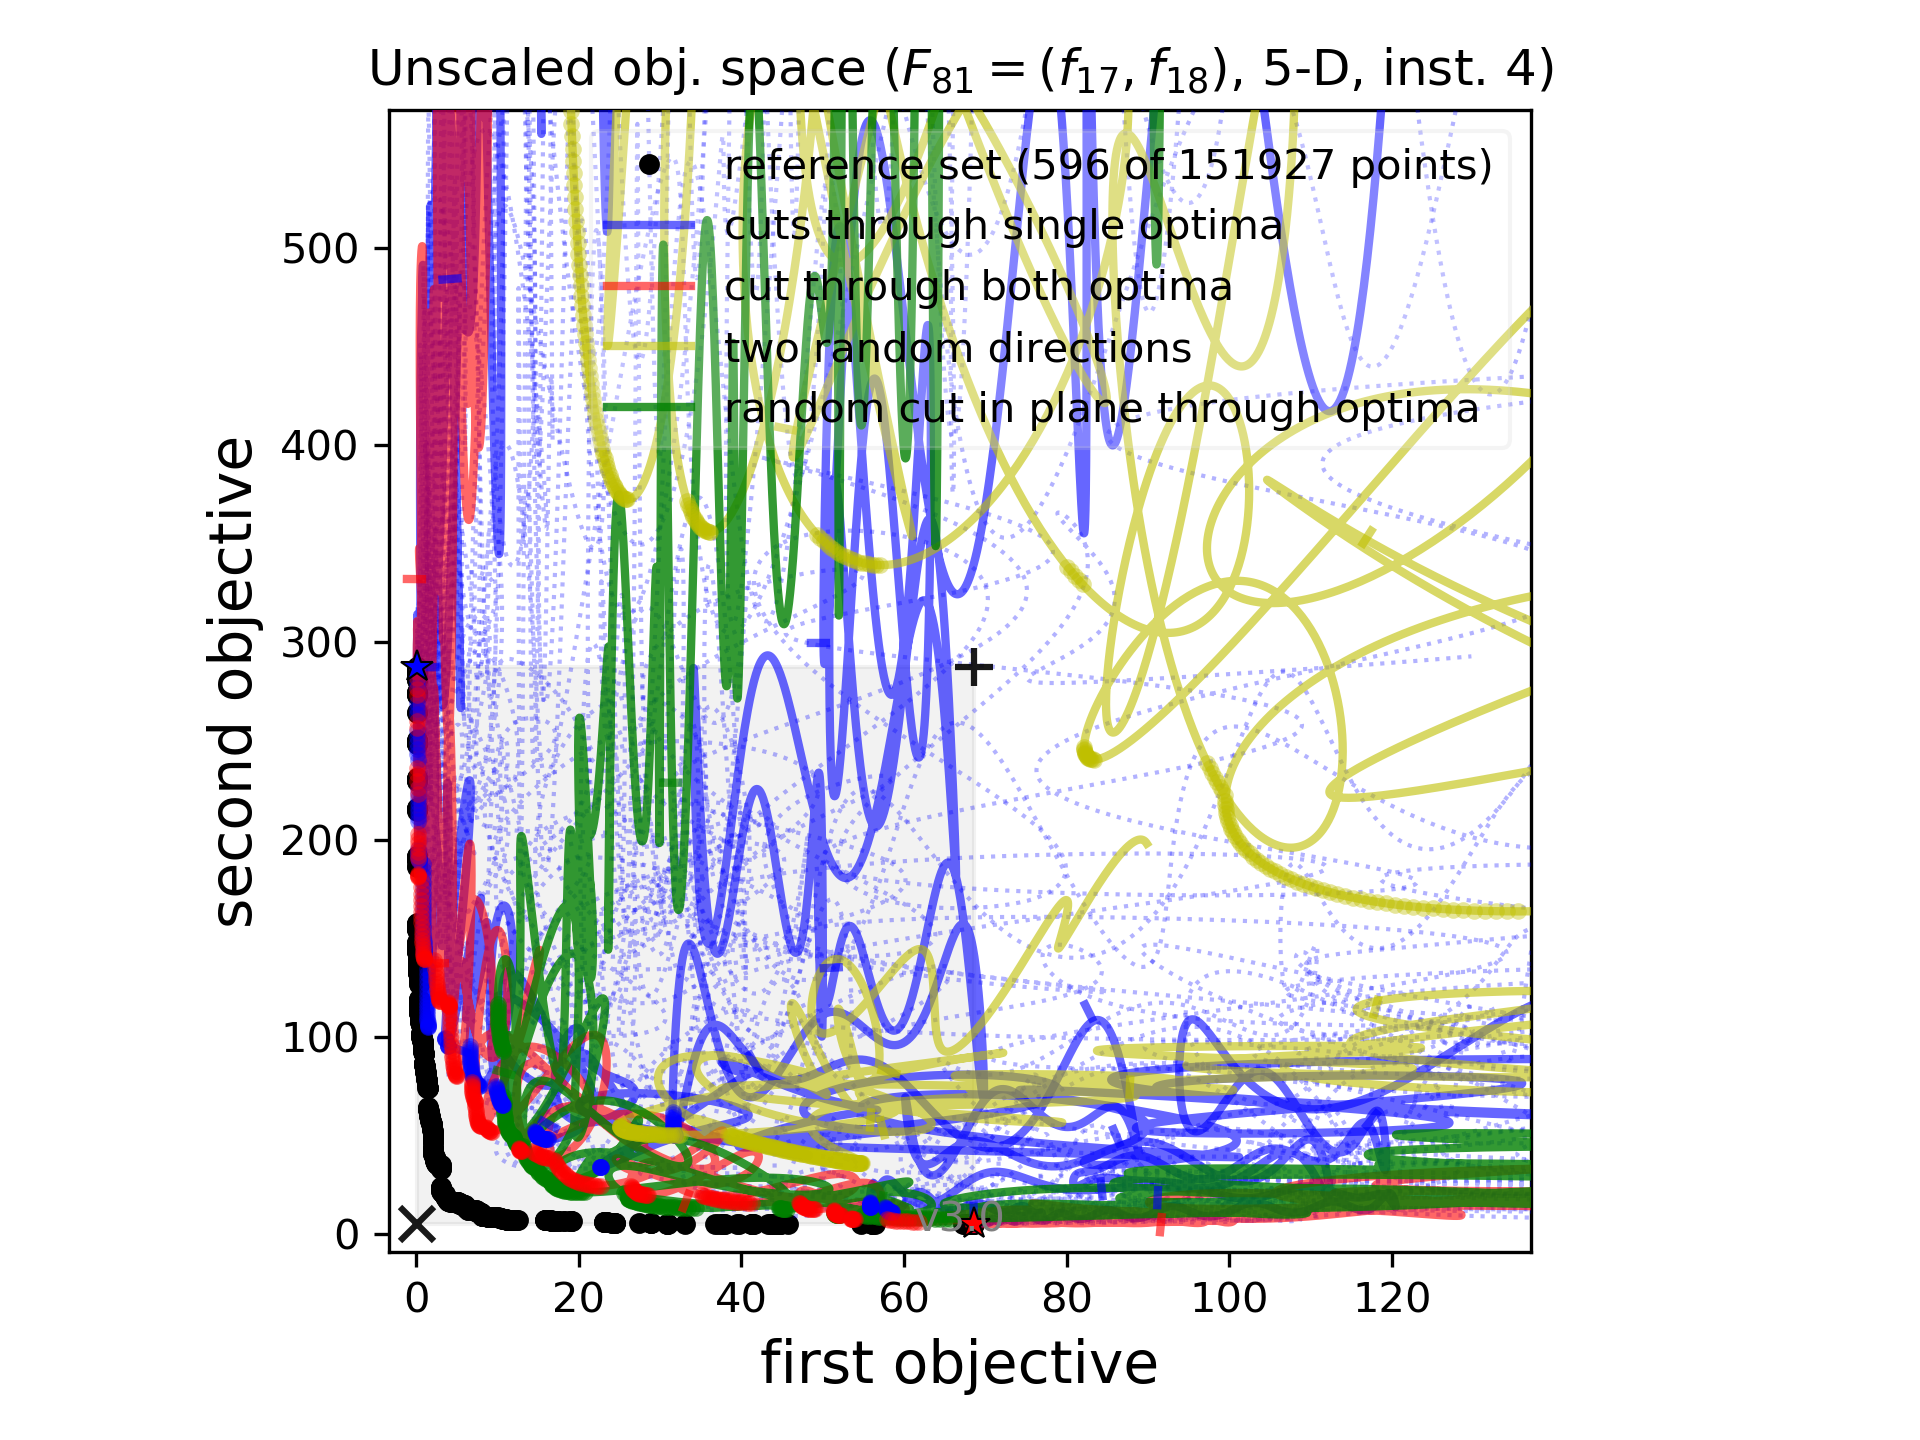 Unscaled obj. space (F81 = (f17, f18), 5-D, inst. 4)
reference set (596 of 151927 points)
cuts through single optima
cut through both optima
two random directions
random cut in plane through optima
500
400
300
200
100
0
second objective
v3.0
0 20 40 60 80 100 120
first objective